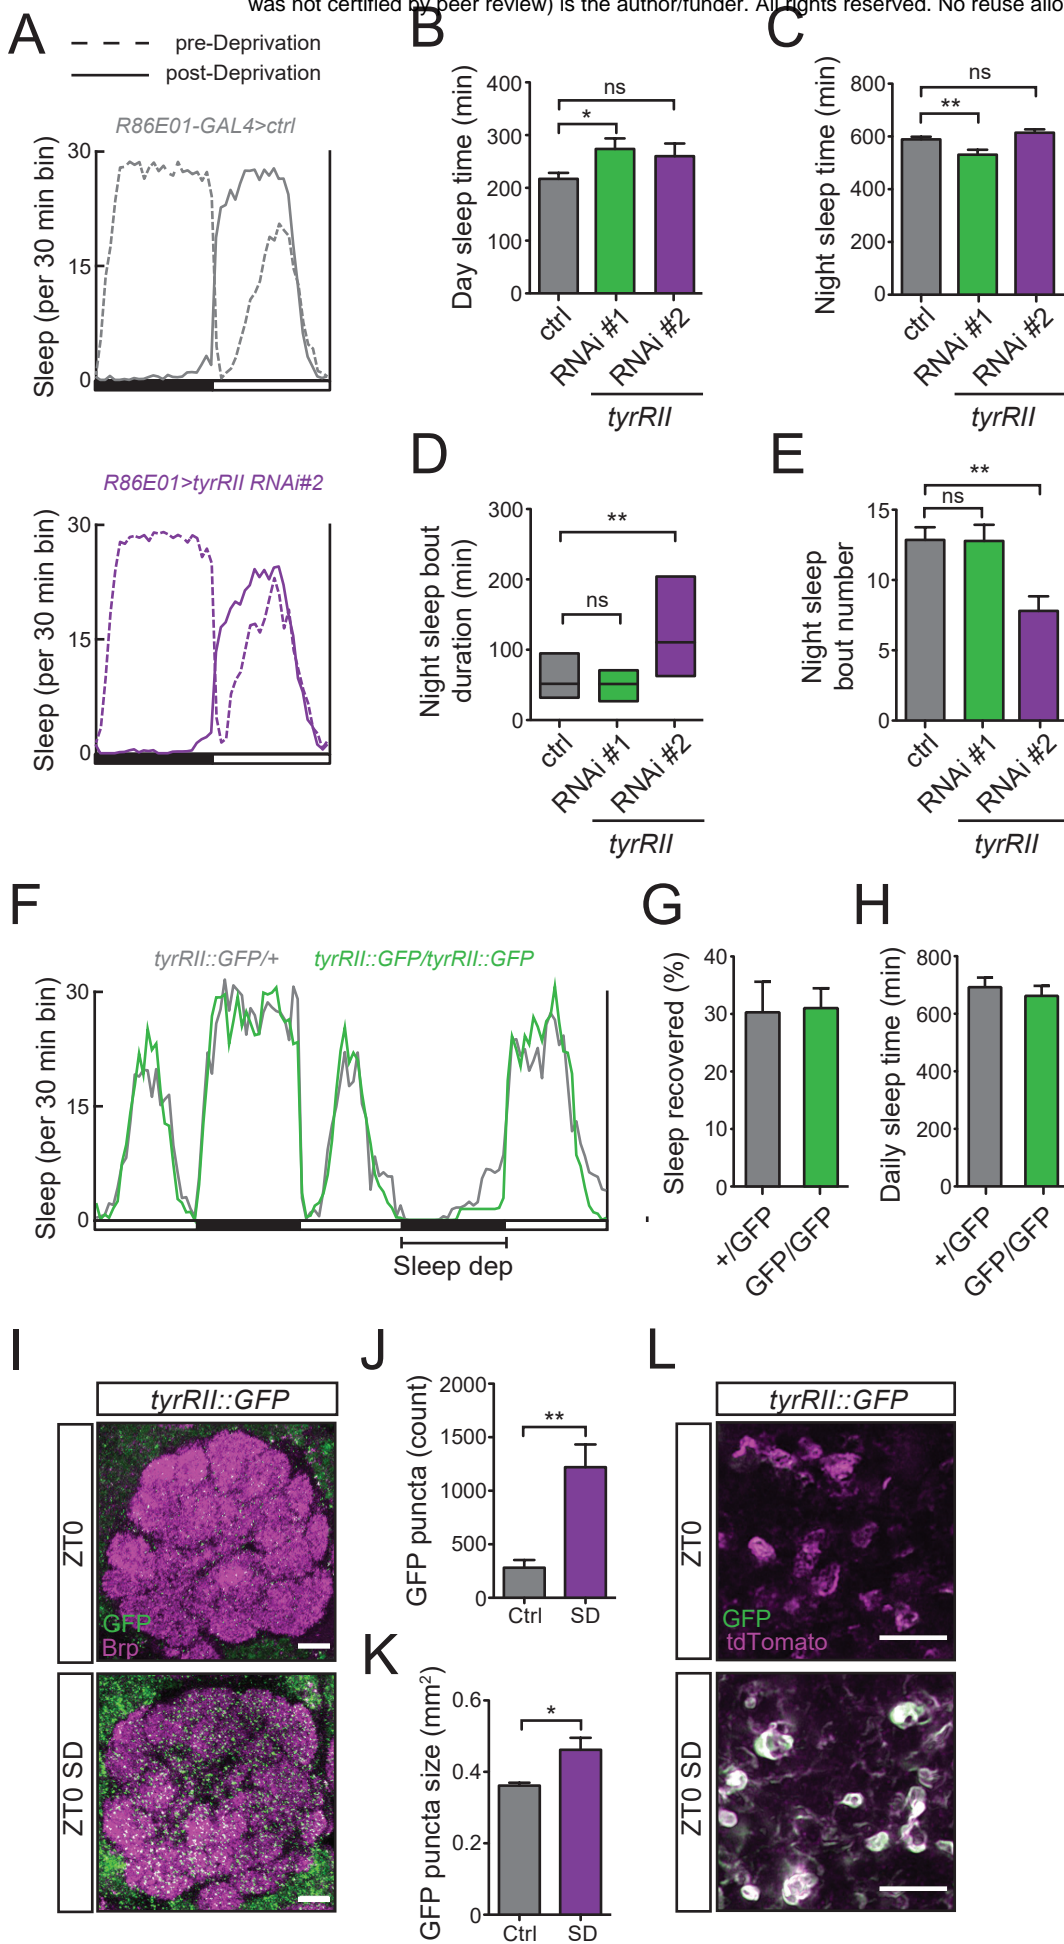 was not certified by peer review) is the author/funder. All rights reserved. No reuse allo
A
pre-Deprivation
post-Deprivation
R86E01-GAL4>ctrl
Sleep (per 30 min bin)
30
15
0
R86E01>tyrRII RNAi#2
Sleep (per 30 min bin)
30
15
0
B
Day sleep time (min)
400
300
200
100
0
ns
*
ctrl
RNAi #1
RNAi #2
tyrRII
C
Night sleep time (min)
800
600
400
200
0
ns
**
ctrl
RNAi #1
RNAi #2
tyrRII
D
Night sleep bout
duration (min)
300
200
100
0
**
ns
ctrl
RNAi #1
RNAi #2
tyrRII
E
Night sleep
bout number
15
10
5
0
**
ns
ctrl
RNAi #1
RNAi #2
tyrRII
F
tyrRII::GFP/+
tyrRII::GFP/tyrRII::GFP
Sleep (per 30 min bin)
30
15
0
Sleep dep
G
Sleep recovered (%)
40
30
20
10
0
+/GFP
GFP/GFP
H
Daily sleep time (min)
800
600
400
200
0
+/GFP
GFP/GFP
I
tyrRII::GFP
ZT0
GFP
Brp
ZT0 SD
J
GFP puncta (count)
2000
1500
1000
500
0
**
Ctrl
SD
K
GFP puncta size (mm²)
0.6
0.4
0.2
0
*
Ctrl
SD
L
tyrRII::GFP
ZT0
GFP
tdTomato
ZT0 SD